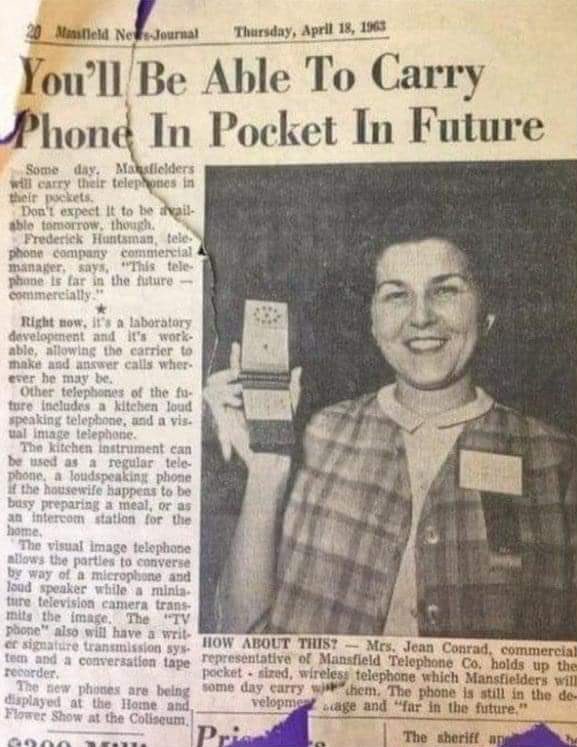 20 Mansfield News-Journal Thursday, April 18, 1963
You'll Be Able To Carry
Phone In Pocket In Future
Some day, Mansfielders
will carry their telephones in
their pockets.
Don't expect it to be avail-
able tomorrow, though.
Frederick Huntsman, tele-
phone company commercial
manager, says, "This tele-
phone is far in the future —
commercially."
★
Right now, it's a laboratory
development and it's work-
able, allowing the carrier to
make and answer calls wher-
ever he may be.
Other telephones of the fu-
ture includes a kitchen loud
speaking telephone, and a vis-
ual image telephone.
The kitchen instrument can
be used as a regular tele-
phone, a loudspeaking phone
if the housewife happens to be
busy preparing a meal, or as
an intercom station for the
home.
The visual image telephone
allows the parties to converse
by way of a microphone and
loud speaker while a minia-
ture television camera trans-
mits the image. The "TV
phone" also will have a writ-
er signature transmission sys-
tem and a conversation tape
recorder.
The new phones are being
displayed at the Home and
Flower Show at the Coliseum.
HOW ABOUT THIS? — Mrs. Jean Conrad, commercial
representative of Mansfield Telephone Co. holds up the
pocket - sized, wireless telephone which Mansfielders will
some day carry with them. The phone is still in the de-
velopment stage and "far in the future."
The sheriff